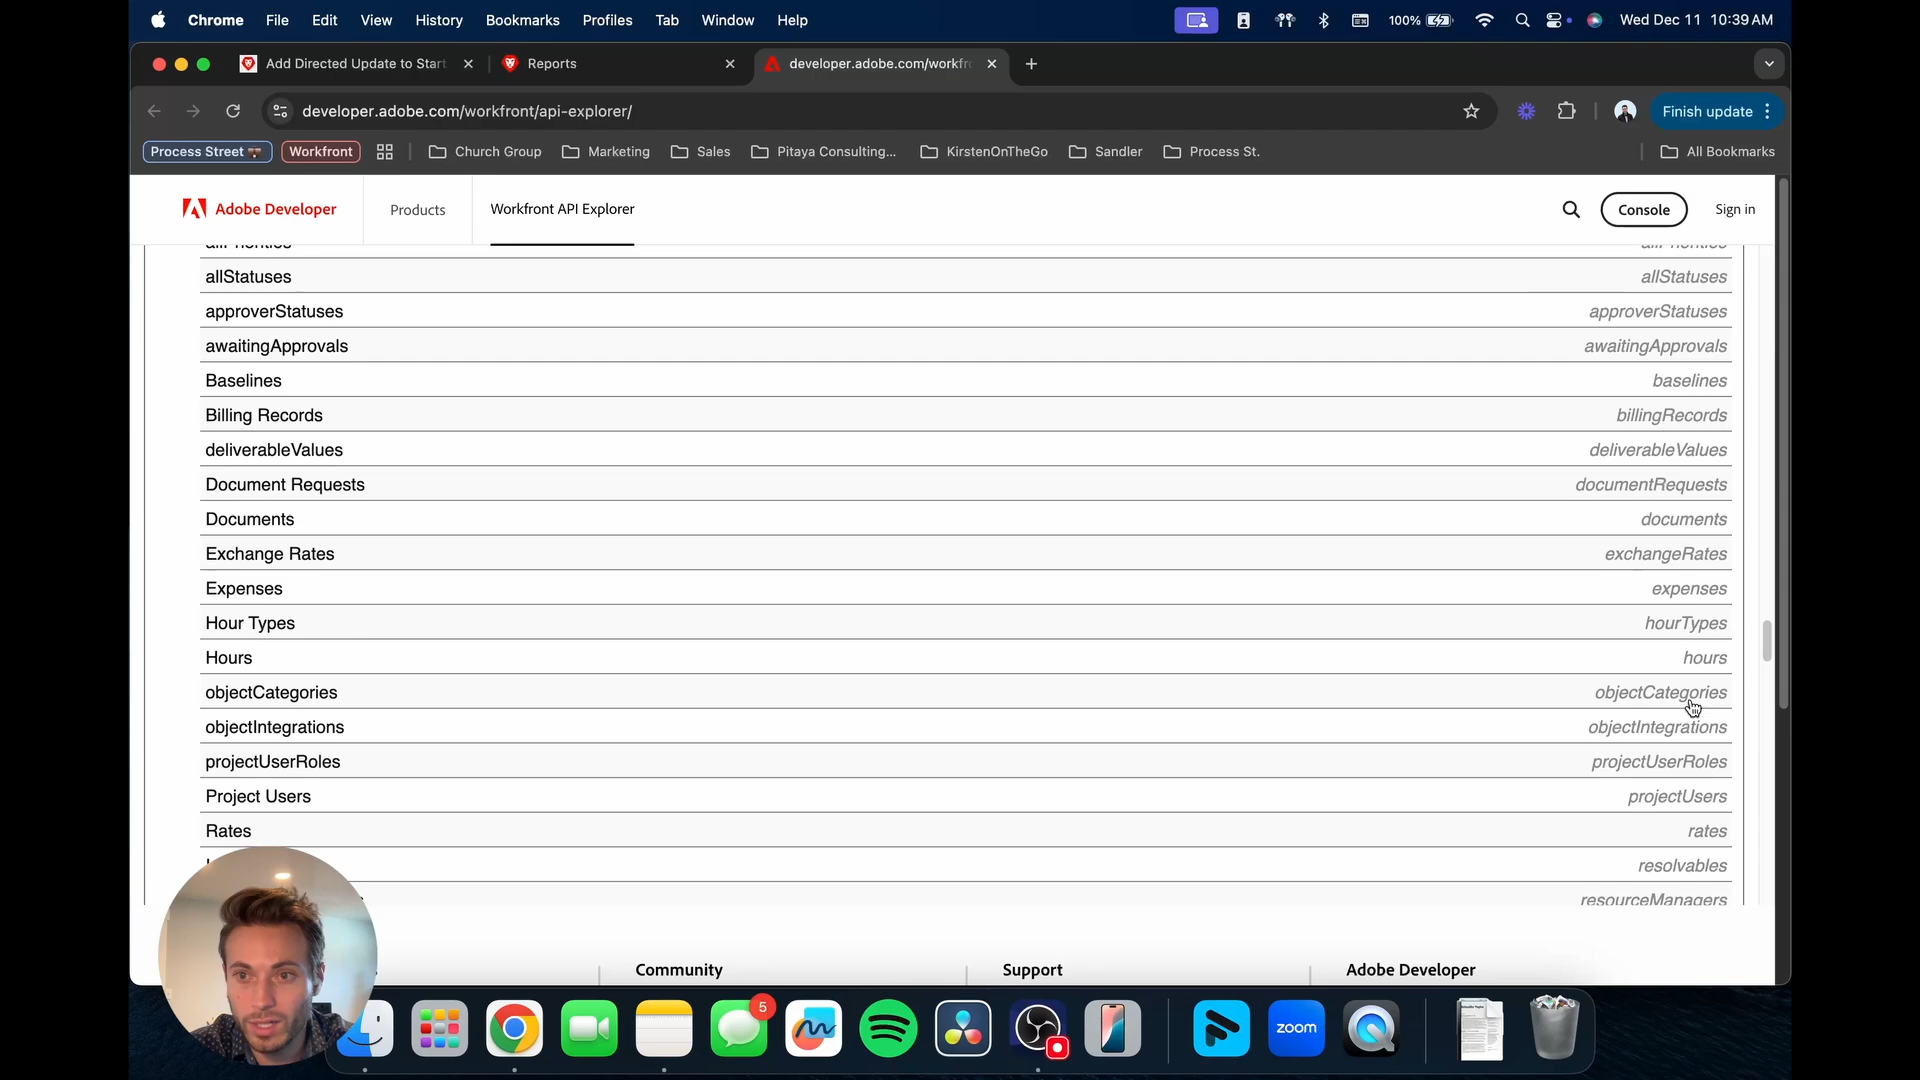 Chrome File Edit View History Bookmarks Profiles Tab Window Help 100% Wed Dec 11 10:39 AM
Add Directed Update to Start Reports developer.adobe.com/workfr
developer.adobe.com/workfront/api-explorer/ Finish update
Process Street Workfront Church Group Marketing Sales Pitaya Consulting... KirstenOnTheGo Sandler Process St. All Bookmarks
Adobe Developer Products Workfront API Explorer Console Sign in
allPriorities allPriorities
allStatuses allStatuses
approverStatuses approverStatuses
awaitingApprovals awaitingApprovals
Baselines baselines
Billing Records billingRecords
deliverableValues deliverableValues
Document Requests documentRequests
Documents documents
Exchange Rates exchangeRates
Expenses expenses
Hour Types hourTypes
Hours hours
objectCategories objectCategories
objectIntegrations objectIntegrations
projectUserRoles projectUserRoles
Project Users projectUsers
Rates rates
resolvables
resourceManagers
Community Support Adobe Developer
5
zoom